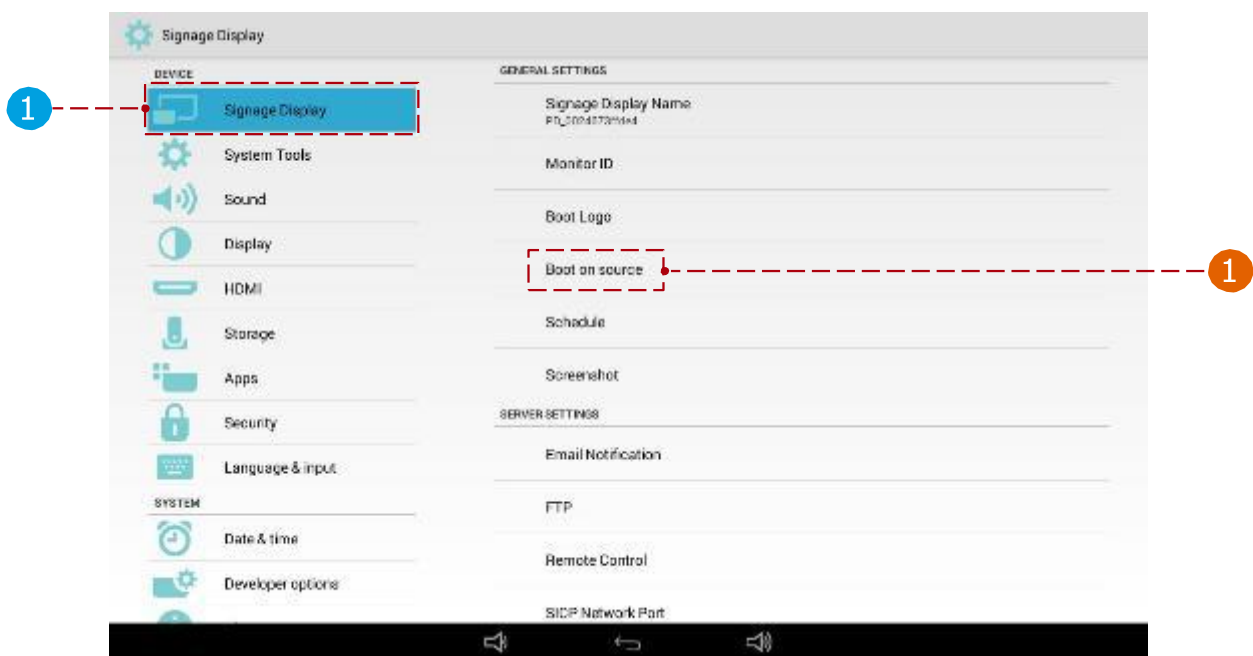 Signage Display
DEVICE
1
Signage Display
System Tools
Sound
Display
HDMI
Storage
Apps
Security
Language & input
SYSTEM
Date & time
Developer options
GENERAL SETTINGS
Signage Display Name
Monitor ID
Boot Logo
Boot on source
1
Schedule
Screenshot
SERVER SETTINGS
Email Notification
FTP
Remote Control
SICP Network Port